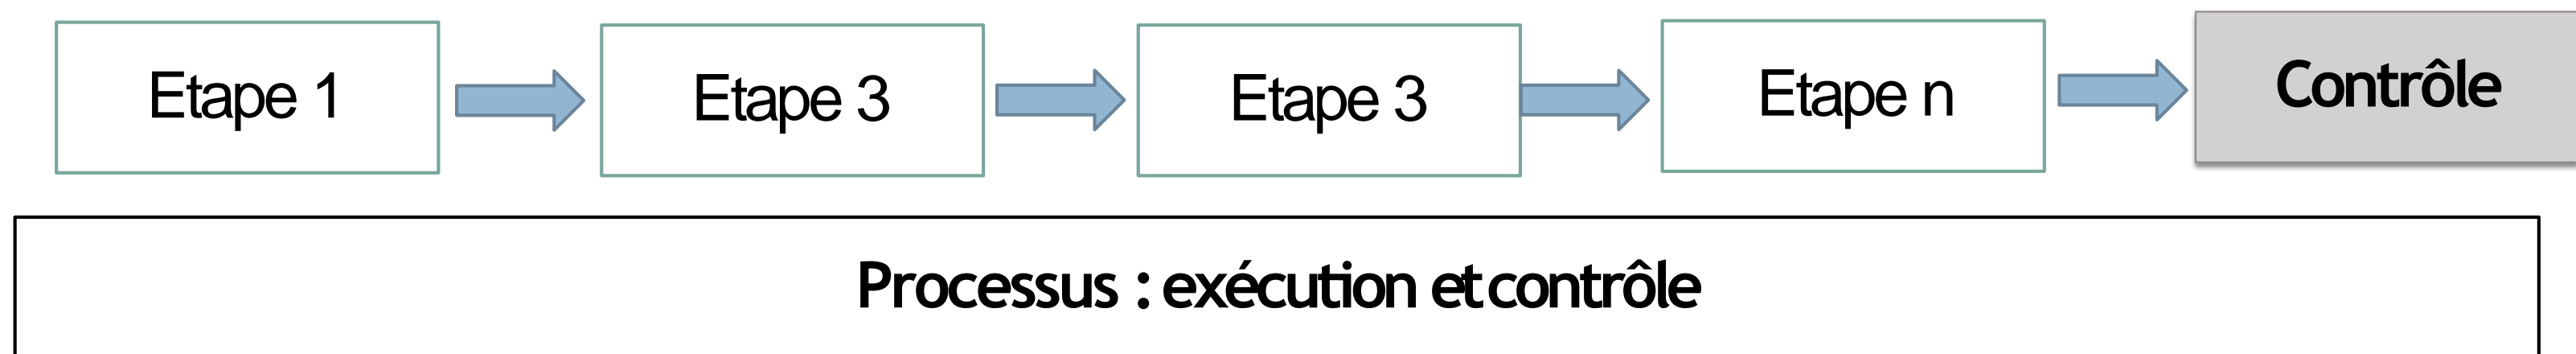 Etape 1
Etape 3
Etape 3
Etape n
Contrôle
Processus : exécution et contrôle